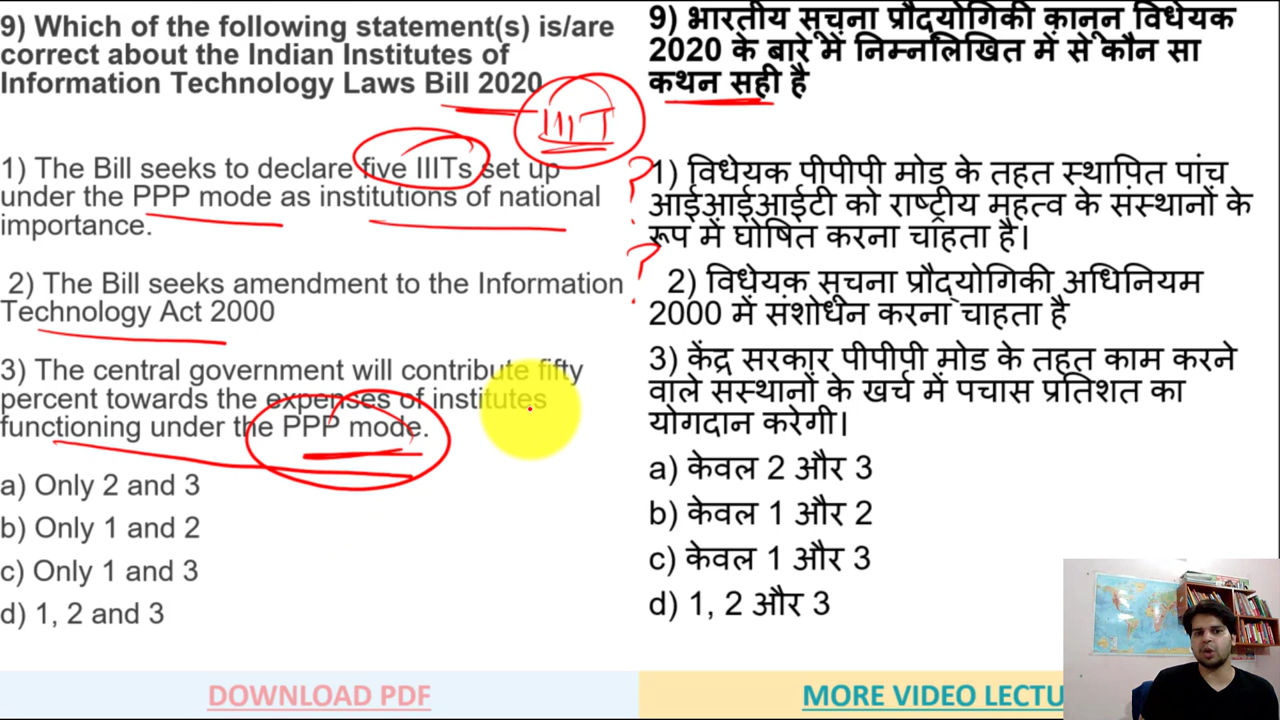 9) Which of the following statement(s) is/are
correct about the Indian Institutes of
Information Technology Laws Bill 2020
IIIT
1) The Bill seeks to declare five IIITs set up
under the PPP mode as institutions of national
importance.
2) The Bill seeks amendment to the Information
Technology Act 2000
3) The central government will contribute fifty
percent towards the expenses of institutes
functioning under the PPP mode.
a) Only 2 and 3
b) Only 1 and 2
c) Only 1 and 3
d) 1, 2 and 3
9) भारतीय सूचना प्रौद्योगिकी कानून विधेयक
2020 के बारे में निम्नलिखित में से कौन सा
कथन सही है
?
1) विधेयक पीपीपी मोड के तहत स्थापित पांच
आईआईआईटी को राष्ट्रीय महत्व के संस्थानों के
रूप में घोषित करना चाहता है।
?
2) विधेयक सूचना प्रौद्योगिकी अधिनियम
2000 में संशोधन करना चाहता है
3) केंद्र सरकार पीपीपी मोड के तहत काम करने
वाले संस्थानों के खर्च में पचास प्रतिशत का
योगदान करेगी।
a) केवल 2 और 3
b) केवल 1 और 2
c) केवल 1 और 3
d) 1, 2 और 3
DOWNLOAD PDF
MORE VIDEO LECTU